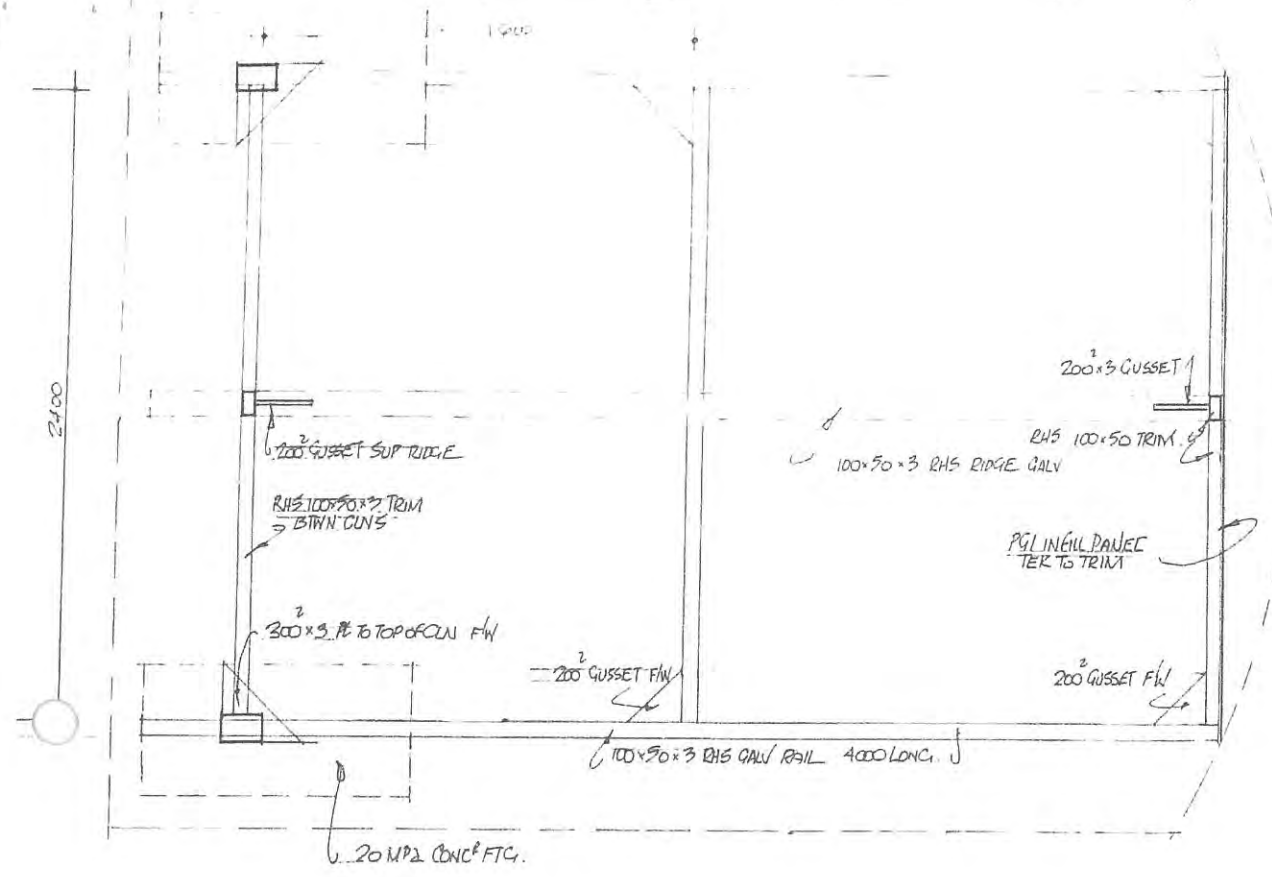 2400
200² × 3 GUSSET
200² GUSSET SUP RIDGE
RHS 100×50 TRIM
100×50×3 RHS RIDGE GALV
RHS 100×50×3 TRIM
BTWN CLNS
PGI INFILL PANEL
TEK TO TRIM
300² × 3 PL TO TOP OF CLN F/W
200² GUSSET F/W
200² GUSSET F/W
100×50×3 RHS GALV RAIL 4000 LONG.
20 MPa CONCᴿ FTG.